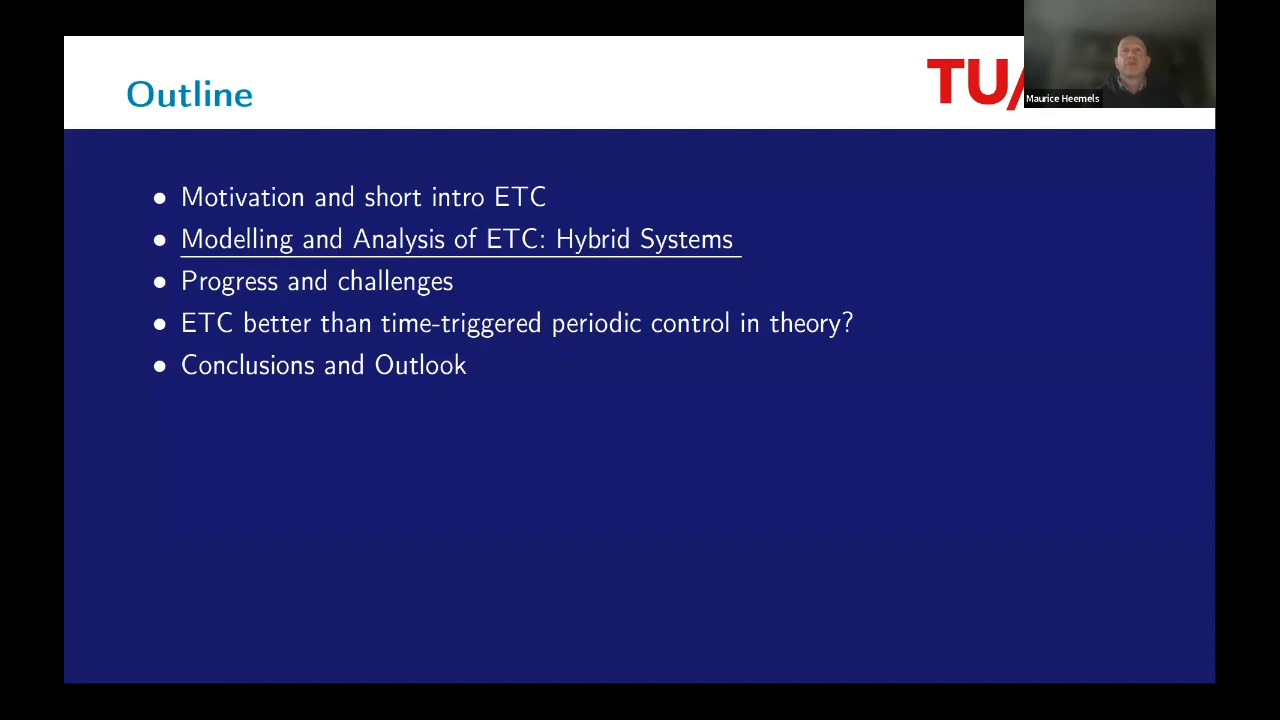 Outline
TU/
Maurice Heemels
• Motivation and short intro ETC
• Modelling and Analysis of ETC: Hybrid Systems
• Progress and challenges
• ETC better than time-triggered periodic control in theory?
• Conclusions and Outlook